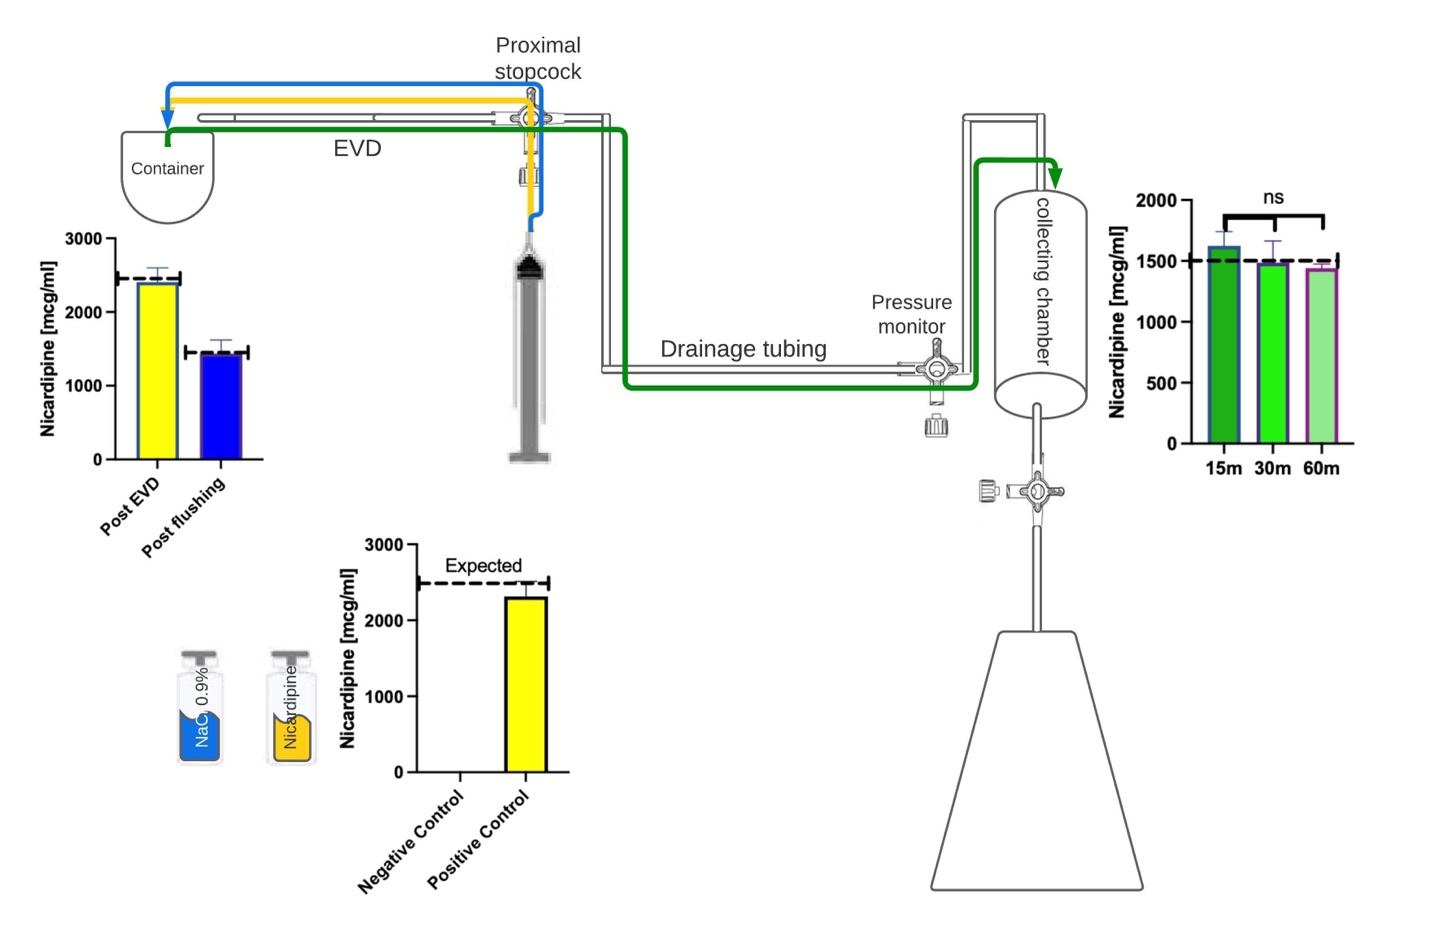 Proximal
stopcock
EVD
Container
Nicardipine [mcg/ml]
3000
2000
1000
0
Post EVD
Post flushing
Drainage tubing
Pressure
monitor
collecting chamber
Nicardipine [mcg/ml]
2000
1500
1000
500
0
ns
15m
30m
60m
NaCl 0.9%
Nicardipine
Nicardipine [mcg/ml]
3000
2000
1000
0
Expected
Negative Control
Positive Control